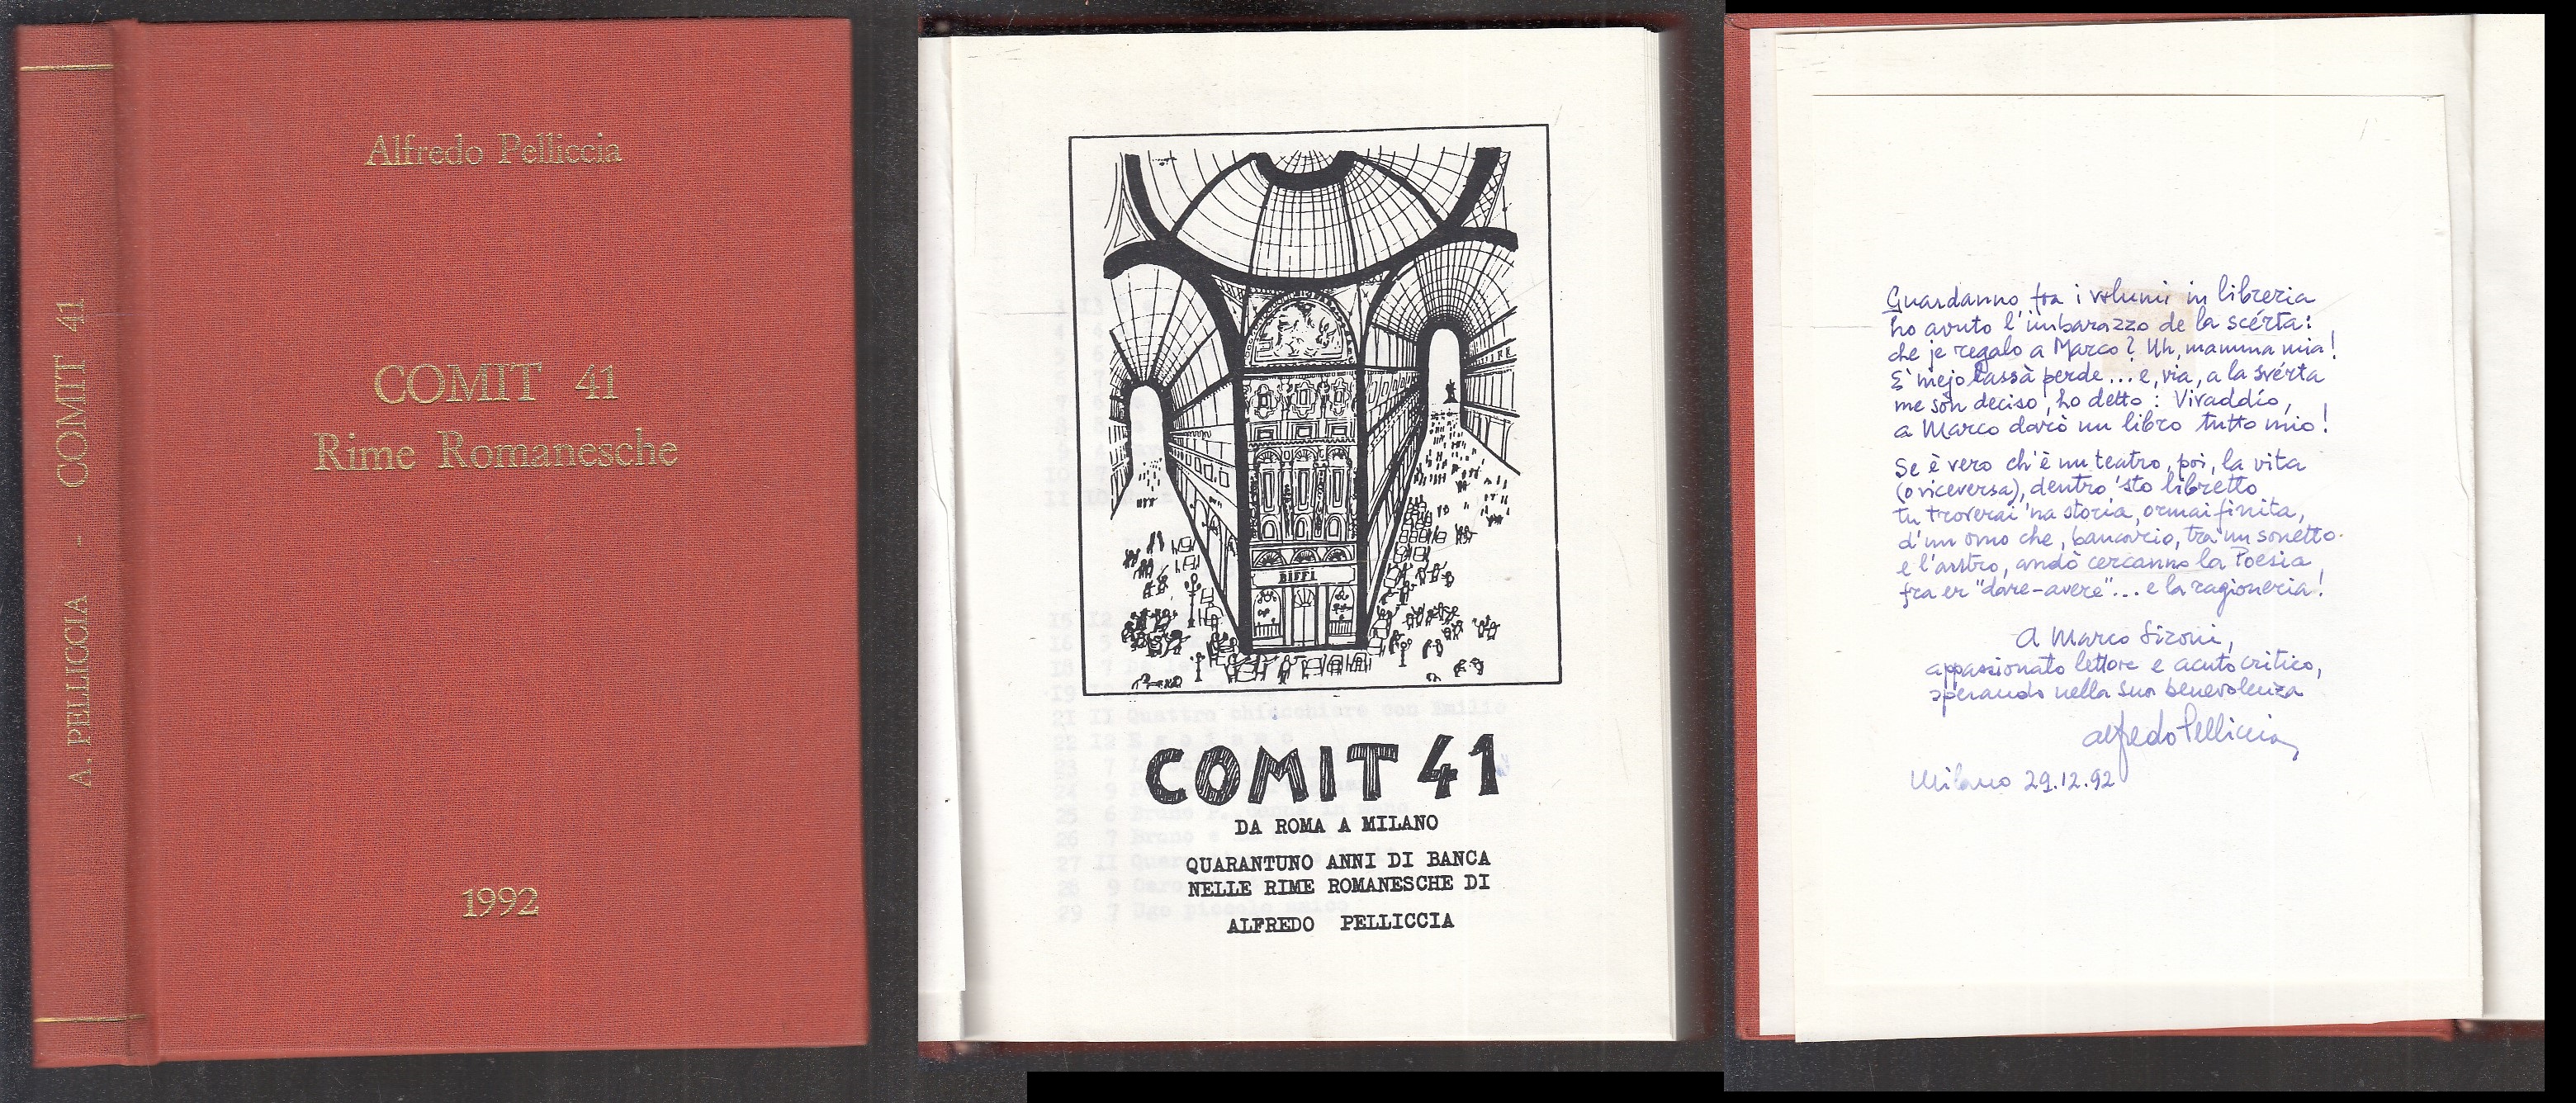 A. PELLICCIA - COMIT 41
Alfredo Pelliccia
COMIT 41
Rime Romanesche
1992
BIFFI
COMIT 41
DA ROMA A MILANO
QUARANTUNO ANNI DI BANCA
NELLE RIME ROMANESCHE DI
ALFREDO PELLICCIA
Guardanno fra i volumi in libreria
ho avuto l'imbarazzo de la scérta:
che je regalo a Marco? Uh, mamma mia!
E' mejo lassà perde... e, via, a la svérta
me son deciso, ho detto: Vivaddio,
a Marco darò un libro tutto mio!
Se è vero ch'è un teatro, poi, la vita
(o viceversa), dentro 'sto libretto
tu troverai 'na storia, ormai finita,
d'un omo che, bancario, tra un sonetto
e l'antro, andò cercanno la Poesia
fra er "dare-avere"... e la ragioneria!
A Marco Sironi,
appassionato lettore e acuto critico,
sperando nella sua benevolenza
Alfredo Pelliccia
Milano 29.12.92